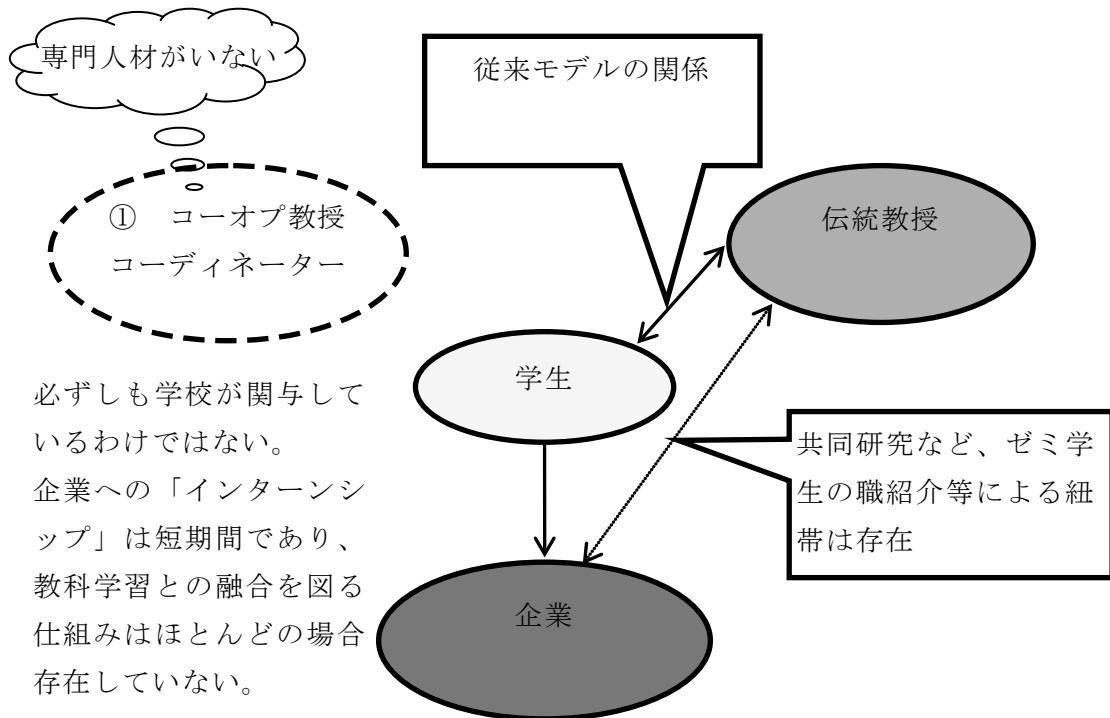 専門人材がいない
従来モデルの関係
① コーオプ教授
コーディネーター
伝統教授
学生
必ずしも学校が関与して
いるわけではない。
企業への「インターンシ
ップ」は短期間であり、
教科学習との融合を図る
仕組みはほとんどの場合
存在していない。
共同研究など、ゼミ学
生の職紹介等による紐
帯は存在
企業